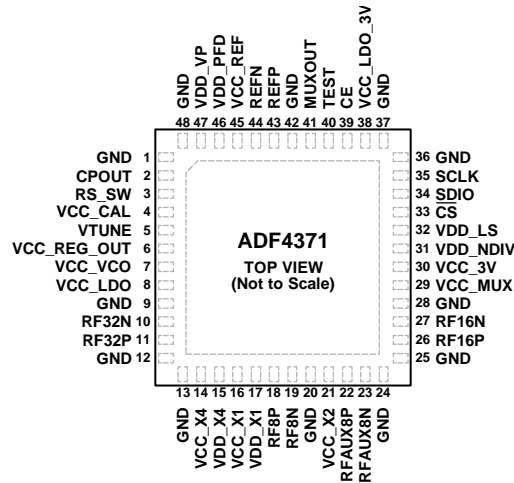 48 GND
47 VDD_VP
46 VDD_PFD
45 VCC_REF
44 REFN
43 REFP
42 GND
41 MUXOUT
40 TEST
39 CE
38 VCC_LDO_3V
37 GND
GND 1
CPOUT 2
RS_SW 3
VCC_CAL 4
VTUNE 5
VCC_REG_OUT 6
VCC_VCO 7
VCC_LDO 8
GND 9
RF32N 10
RF32P 11
GND 12
ADF4371
TOP VIEW
(Not to Scale)
36 GND
35 SCLK
34 SDIO
33 CS
32 VDD_LS
31 VDD_NDIV
30 VCC_3V
29 VCC_MUX
28 GND
27 RF16N
26 RF16P
25 GND
GND 13
VCC_X4 14
VDD_X4 15
VCC_X1 16
VDD_X1 17
RF8P 18
RF8N 19
GND 20
VCC_X2 21
RFAUX8P 22
RFAUX8N 23
GND 24